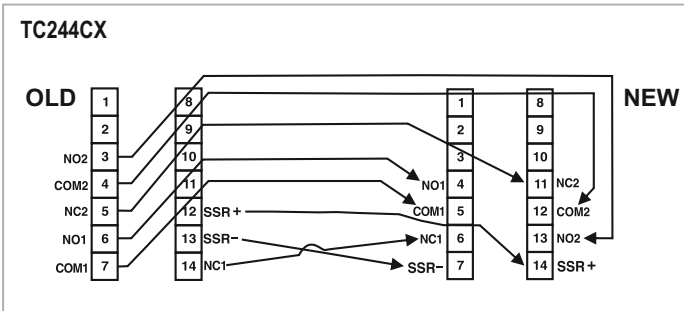 TC244CX
OLD 1 8 1 8 NEW
2 9 2 9
NO2 3 10 3 10
COM2 4 11 NO1 4 11 NC2
NC2 5 12 SSR+ COM1 5 12 COM2
NO1 6 13 SSR- NC1 6 13 NO2
COM1 7 14 NC1 SSR- 7 14 SSR+